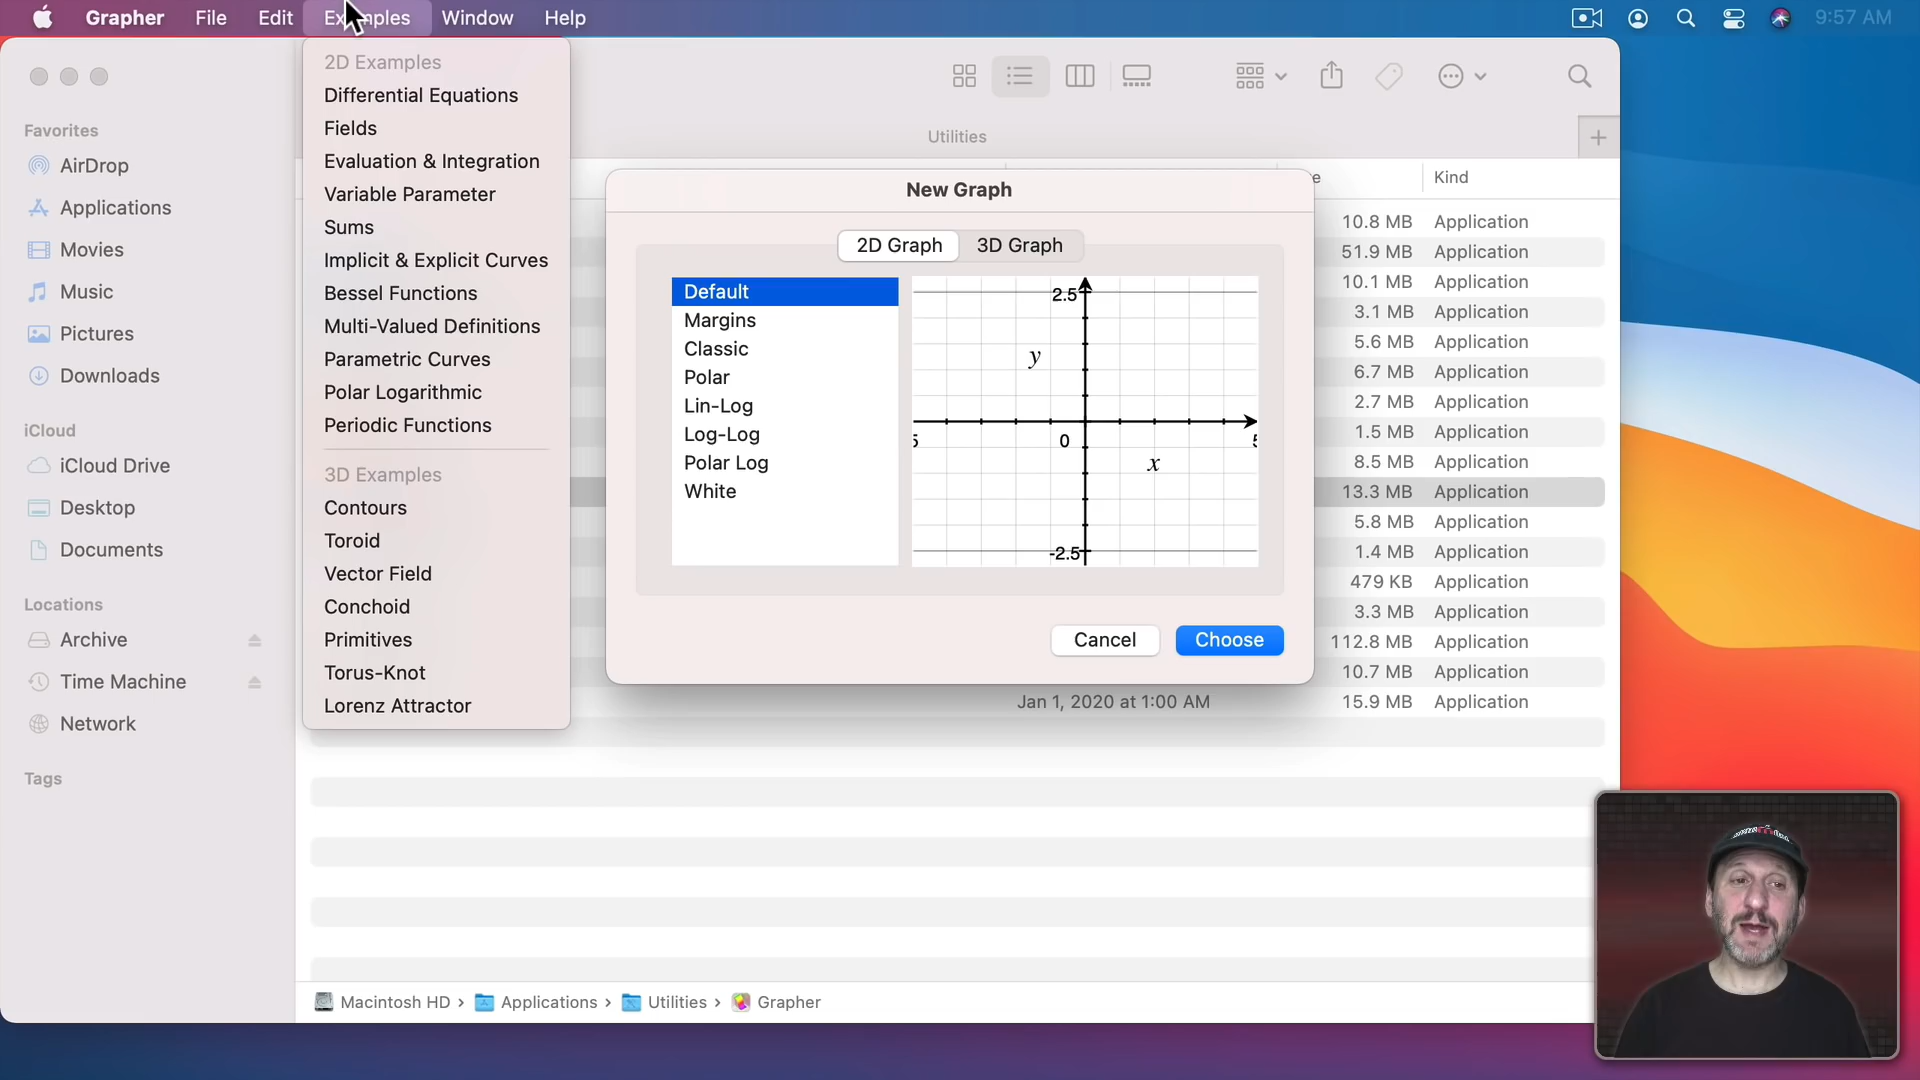 Grapher File Edit Examples Window Help 9:57 AM
2D Examples
Differential Equations
Fields
Evaluation & Integration
Variable Parameter
Sums
Implicit & Explicit Curves
Bessel Functions
Multi-Valued Definitions
Parametric Curves
Polar Logarithmic
Periodic Functions
3D Examples
Contours
Toroid
Vector Field
Conchoid
Primitives
Torus-Knot
Lorenz Attractor
Favorites
AirDrop
Applications
Movies
Music
Pictures
Downloads
iCloud
iCloud Drive
Desktop
Documents
Locations
Archive
Time Machine
Network
Tags
Utilities
Kind
10.8 MB Application
51.9 MB Application
10.1 MB Application
3.1 MB Application
5.6 MB Application
6.7 MB Application
2.7 MB Application
1.5 MB Application
8.5 MB Application
13.3 MB Application
5.8 MB Application
1.4 MB Application
479 KB Application
3.3 MB Application
112.8 MB Application
10.7 MB Application
Jan 1, 2020 at 1:00 AM 15.9 MB Application
New Graph
2D Graph 3D Graph
Default
Margins
Classic
Polar
Lin-Log
Log-Log
Polar Log
White
2.5
y
0
5
x
-2.5
Cancel Choose
Macintosh HD › Applications › Utilities › Grapher